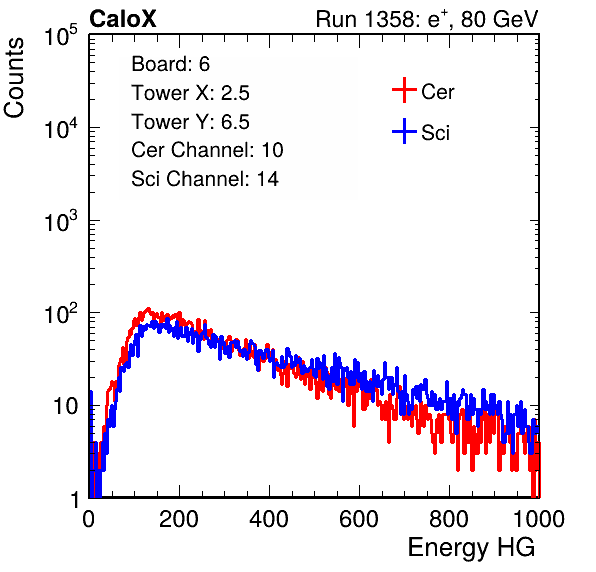 CaloX Run 1358: e⁺, 80 GeV
Counts
10⁵
10⁴
10³
10²
10
1
Board: 6
Tower X: 2.5
Tower Y: 6.5
Cer Channel: 10
Sci Channel: 14
Cer
Sci
0 200 400 600 800 1000
Energy HG